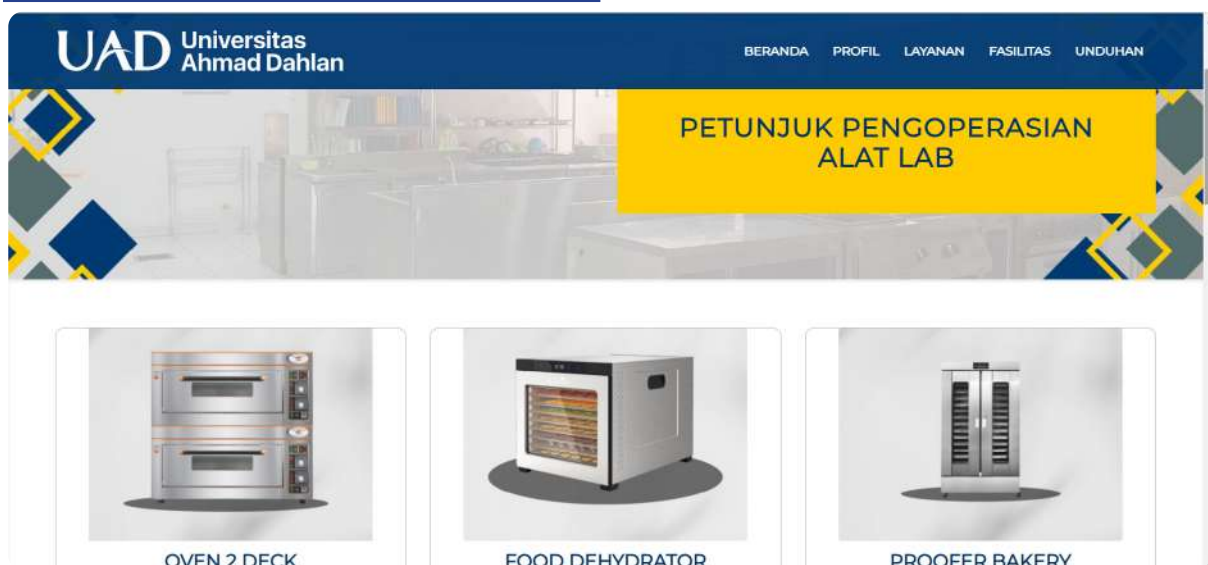 UAD Universitas
Ahmad Dahlan
BERANDA PROFIL LAYANAN FASILITAS UNDUHAN
PETUNJUK PENGOPERASIAN
ALAT LAB
OVEN 2 DECK
FOOD DEHYDRATOR
PROOFER BAKERY